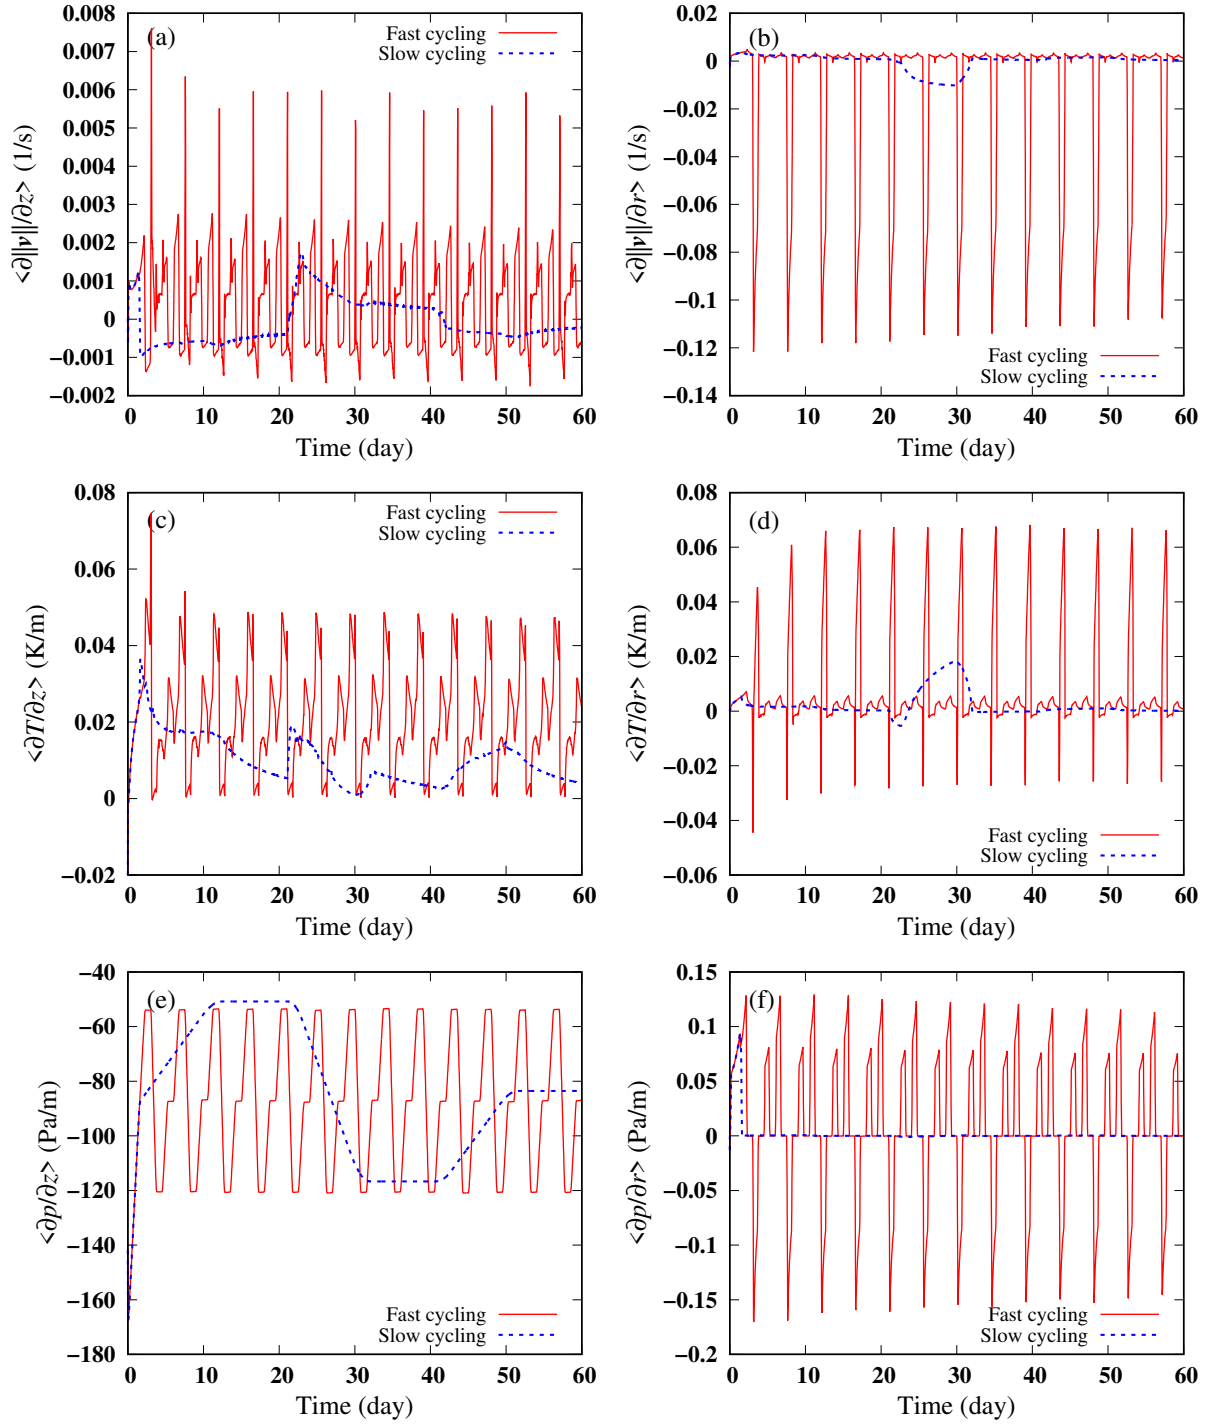 0.008
0.007
0.006
0.005
0.004
0.003
0.002
0.001
0
−0.001
−0.002
(a)
Fast cycling
Slow cycling
<∂||v||/∂z> (1/s)
0 10 20 30 40 50 60
Time (day)
0.02
0
−0.02
−0.04
−0.06
−0.08
−0.1
−0.12
−0.14
(b)
Fast cycling
Slow cycling
<∂||v||/∂r> (1/s)
0 10 20 30 40 50 60
Time (day)
0.08
0.06
0.04
0.02
0
−0.02
(c)
Fast cycling
Slow cycling
<∂T/∂z> (K/m)
0 10 20 30 40 50 60
Time (day)
0.08
0.06
0.04
0.02
0
−0.02
−0.04
−0.06
(d)
Fast cycling
Slow cycling
<∂T/∂r> (K/m)
0 10 20 30 40 50 60
Time (day)
−40
−60
−80
−100
−120
−140
−160
−180
(e)
Fast cycling
Slow cycling
<∂p/∂z> (Pa/m)
0 10 20 30 40 50 60
Time (day)
0.15
0.1
0.05
0
−0.05
−0.1
−0.15
−0.2
(f)
Fast cycling
Slow cycling
<∂p/∂r> (Pa/m)
0 10 20 30 40 50 60
Time (day)